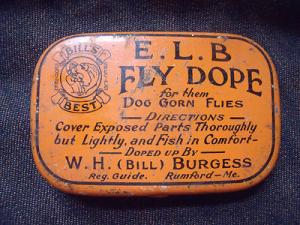 BILL'S
BEST
E.L.B
FLY DOPE
for them
DOG GORN FLIES
DIRECTIONS
Cover Exposed Parts Thoroughly
but Lightly, and Fish in Comfort-
DOPED UP BY
W.H. (BILL) BURGESS
Reg. Guide. Rumford-Me.